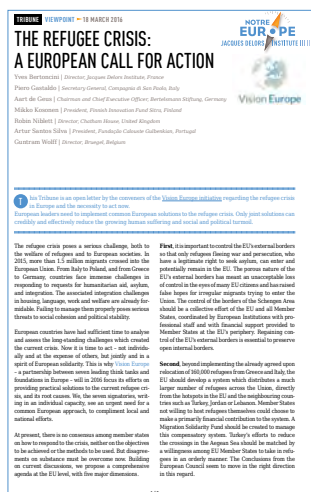 TRIBUNE VIEWPOINT 18 MARCH 2016
NOTRE
EUROPE
JACQUES DELORS INSTITUTE
THE REFUGEE CRISIS:
A EUROPEAN CALL FOR ACTION
Yves Bertoncini | Director, Jacques Delors Institute, France
Piero Gastaldo | Secretary General, Compagnia di San Paolo, Italy
Aart de Geus | Chairman and Chief Executive Officer, Bertelsmann Stiftung, Germany
Mikko Kosonen | President, Finnish Innovation Fund Sitra, Finland
Robin Niblett | Director, Chatham House, United Kingdom
Artur Santos Silva | President, Fundação Calouste Gulbenkian, Portugal
Guntram Wolff | Director, Bruegel, Belgium
Vision Europe
This Tribune is an open letter by the conveners of the Vision Europe initiative regarding the refugee crisis
in Europe and the necessity to act now.
European leaders need to implement common European solutions to the refugee crisis. Only joint solutions can
credibly and effectively reduce the growing human suffering and social and political turmoil.
The refugee crisis poses a serious challenge, both to
the welfare of refugees and to European societies. In
2015, more than 1.5 million migrants crossed into the
European Union. From Italy to Poland, and from Greece
to Germany, countries face immense challenges in
responding to requests for humanitarian aid, asylum,
and integration. The associated integration challenges
in housing, language, work and welfare are already for-
midable. Failing to manage them properly poses serious
threats to social cohesion and political stability.
European countries have had sufficient time to analyse
and assess the long-standing challenges which created
the current crisis. Now it is time to act – not individu-
ally and at the expense of others, but jointly and in a
spirit of European solidarity. This is why Vision Europe
– a partnership between seven leading think tanks and
foundations in Europe – will in 2016 focus its efforts on
providing practical solutions to the current refugee cri-
sis, and its root causes. We, the seven signatories, writ-
ing in an individual capacity, see an urgent need for a
common European approach, to compliment local and
national efforts.
At present, there is no consensus among member states
on how to respond to the crisis, neither on the objectives
to be achieved or the methods to be used. But disagree-
ments on substance must be overcome now. Building
on current discussions, we propose a comprehensive
agenda at the EU level, with five major dimensions.
First, it is important to control the EU's external borders
so that only refugees fleeing war and persecution, who
have a legitimate right to seek asylum, can enter and
potentially remain in the EU. The porous nature of the
EU's external borders has meant an unacceptable loss
of control in the eyes of many EU citizens and has raised
false hopes for irregular migrants trying to enter the
Union. The control of the borders of the Schengen Area
should be a collective effort of the EU and all Member
States, coordinated by European Institutions with pro-
fessional staff and with financial support provided to
Member States at the EU's periphery. Regaining con-
trol of the EU's external borders is essential to preserve
open internal borders.
Second, beyond implementing the already agreed upon
relocation of 160,000 refugees from Greece and Italy, the
EU should develop a system which distributes a much
larger number of refugees across the Union, directly
from the hotspots in the EU and the neighbouring coun-
tries such as Turkey, Jordan or Lebanon. Member States
not willing to host refugees themselves could choose to
make a primarily financial contribution to the system. A
Migration Solidarity Fund should be created to manage
this compensatory system. Turkey's efforts to reduce
the crossings in the Aegean Sea should be matched by
a willingness among EU Member States to take in refu-
gees in an orderly manner. The Conclusions from the
European Council seem to move in the right direction
in this regard.